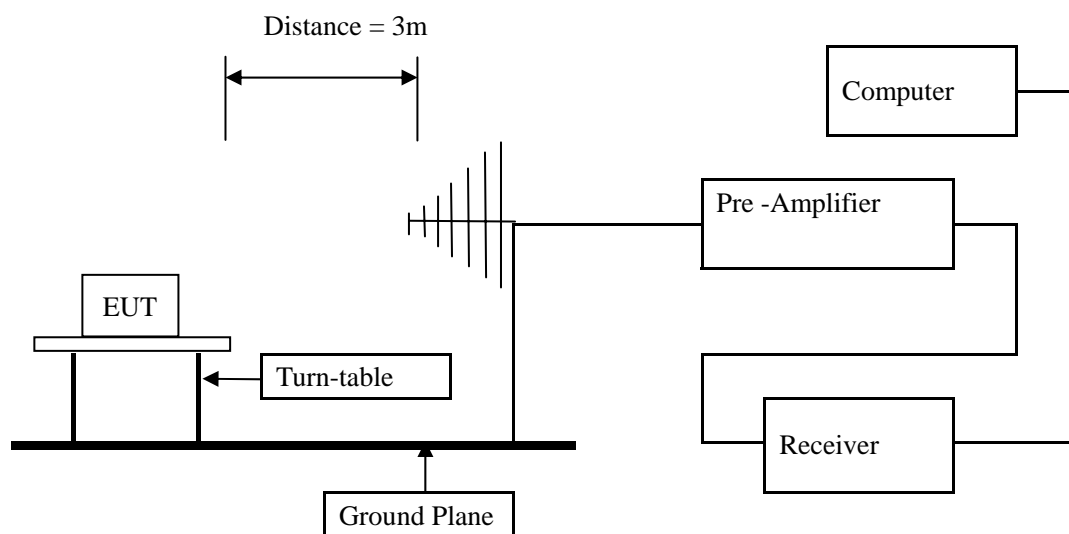 Distance = 3m
Computer
Pre -Amplifier
EUT
Turn-table
Receiver
Ground Plane